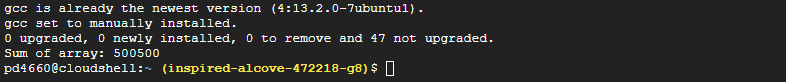 gcc is already the newest version (4:13.2.0-7ubuntu1).
gcc set to manually installed.
0 upgraded, 0 newly installed, 0 to remove and 47 not upgraded.
Sum of array: 500500
pd4660@cloudshell:~ (inspired-alcove-472218-g8)$